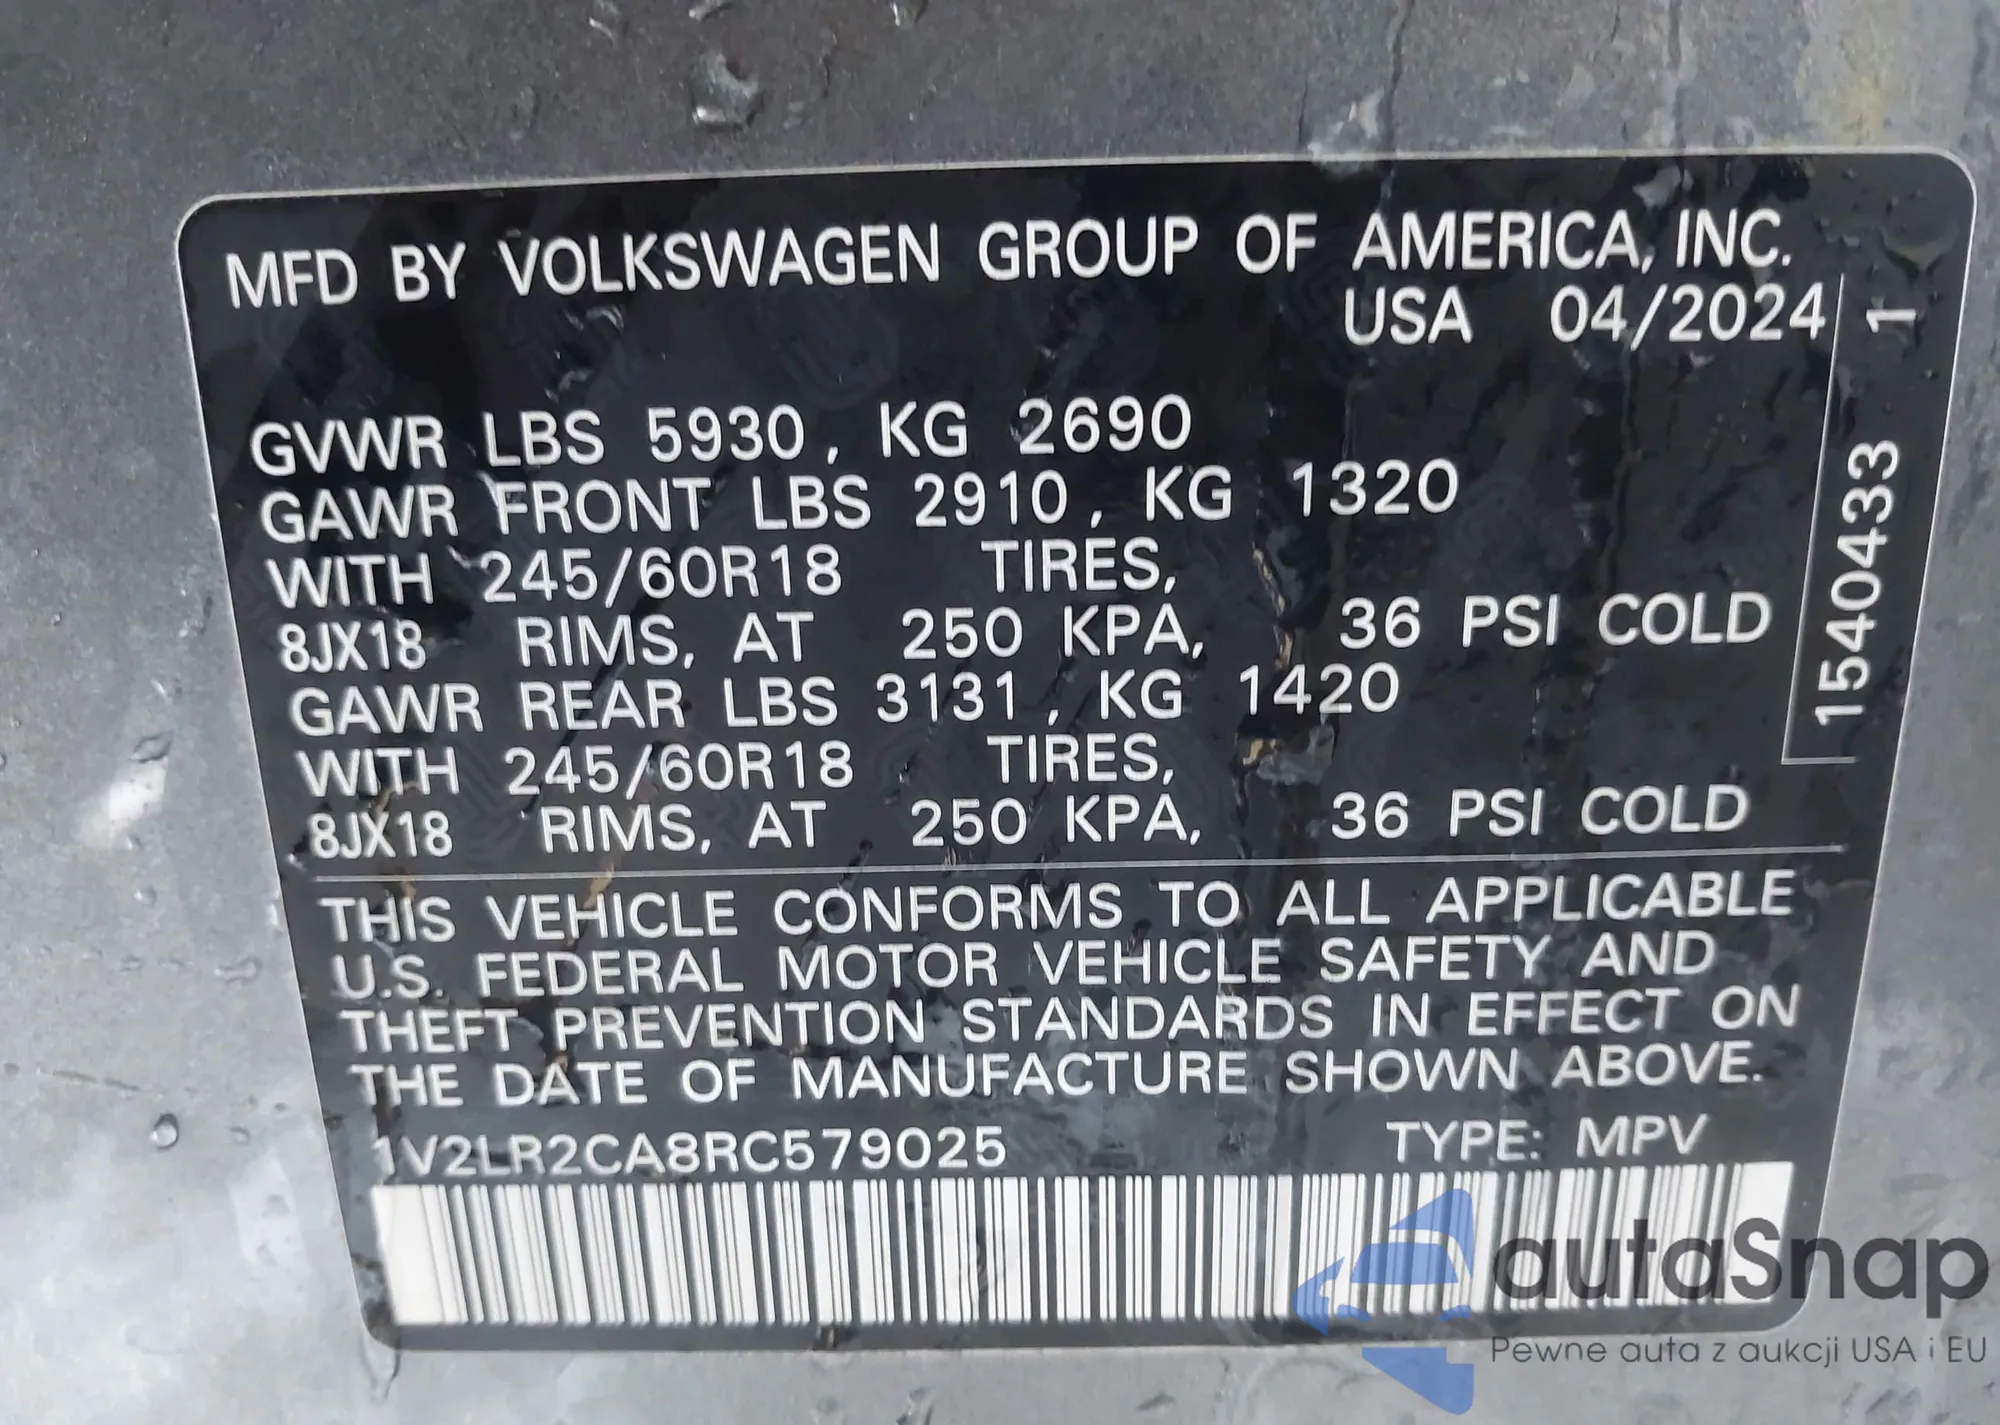 MFD BY VOLKSWAGEN GROUP OF AMERICA, INC.
USA 04/2024
GVWR LBS 5930, KG 2690
GAWR FRONT LBS 2910, KG 1320
WITH 245/60R18 TIRES,
8JX18 RIMS, AT 250 KPA, 36 PSI COLD
GAWR REAR LBS 3131, KG 1420
WITH 245/60R18 TIRES,
8JX18 RIMS, AT 250 KPA, 36 PSI COLD
1540433 1
THIS VEHICLE CONFORMS TO ALL APPLICABLE
U.S. FEDERAL MOTOR VEHICLE SAFETY AND
THEFT PREVENTION STANDARDS IN EFFECT ON
THE DATE OF MANUFACTURE SHOWN ABOVE.
1V2LR2CA8RC579025 TYPE: MPV
autaSnap
Pewne auta z aukcji USA i EU